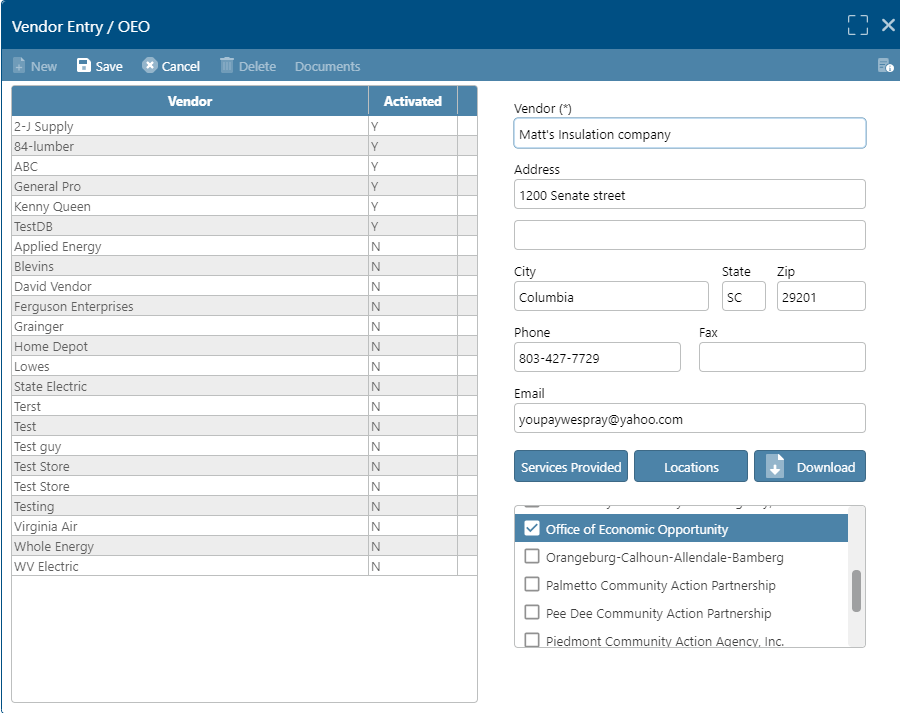 Vendor Entry / OEO
New Save Cancel Delete Documents
Vendor Activated
2-J Supply Y
84-lumber Y
ABC Y
General Pro Y
Kenny Queen Y
TestDB Y
Applied Energy N
Blevins N
David Vendor N
Ferguson Enterprises N
Grainger N
Home Depot N
Lowes N
State Electric N
Terst N
Test N
Test guy N
Test Store N
Test Store N
Testing N
Virginia Air N
Whole Energy N
WV Electric N
Vendor (*)
Matt's Insulation company
Address
1200 Senate street
City State Zip
Columbia SC 29201
Phone Fax
803-427-7729
Email
youpaywespray@yahoo.com
Services Provided Locations Download
Office of Economic Opportunity
Orangeburg-Calhoun-Allendale-Bamberg
Palmetto Community Action Partnership
Pee Dee Community Action Partnership
Piedmont Community Action Agency, Inc.